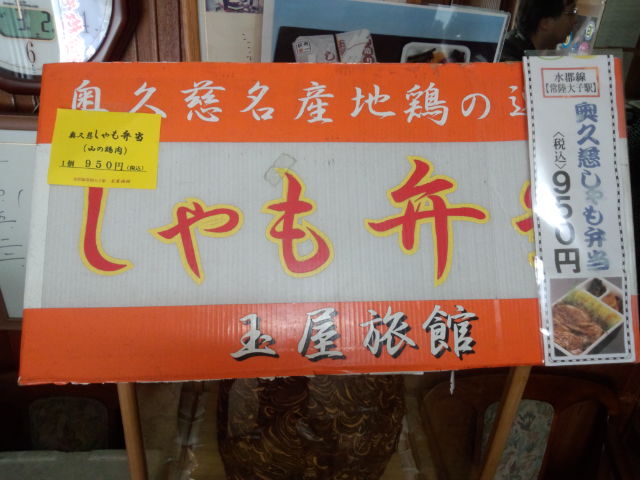 奥久慈名産地鶏の
奥久慈しゃも弁当
(山の鶏肉)
1個 950円(税込)
しゃも弁
玉屋旅館
水郡線
【常陸大子駅】
奥久慈しゃも弁当
〈税込〉950円